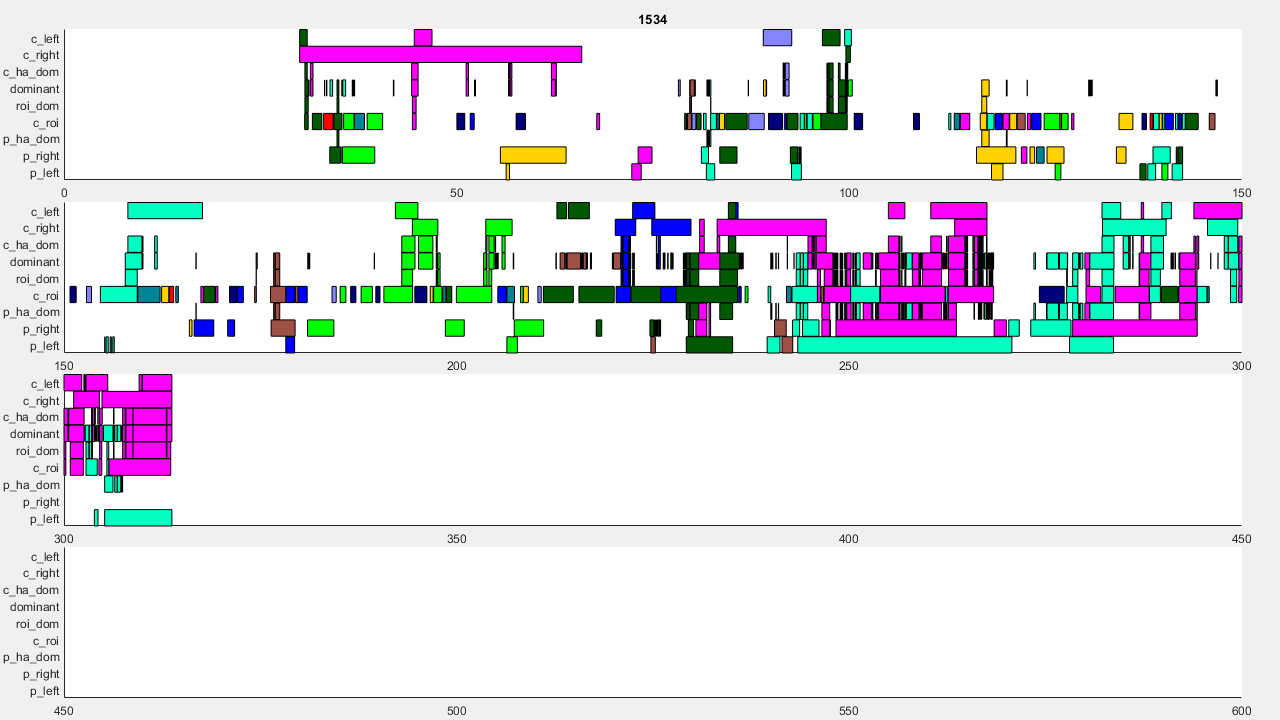 1534
c_left
c_right
c_ha_dom
dominant
roi_dom
c_roi
p_ha_dom
p_right
p_left
0 50 100 150
c_left
c_right
c_ha_dom
dominant
roi_dom
c_roi
p_ha_dom
p_right
p_left
150 200 250 300
c_left
c_right
c_ha_dom
dominant
roi_dom
c_roi
p_ha_dom
p_right
p_left
300 350 400 450
c_left
c_right
c_ha_dom
dominant
roi_dom
c_roi
p_ha_dom
p_right
p_left
450 500 550 600